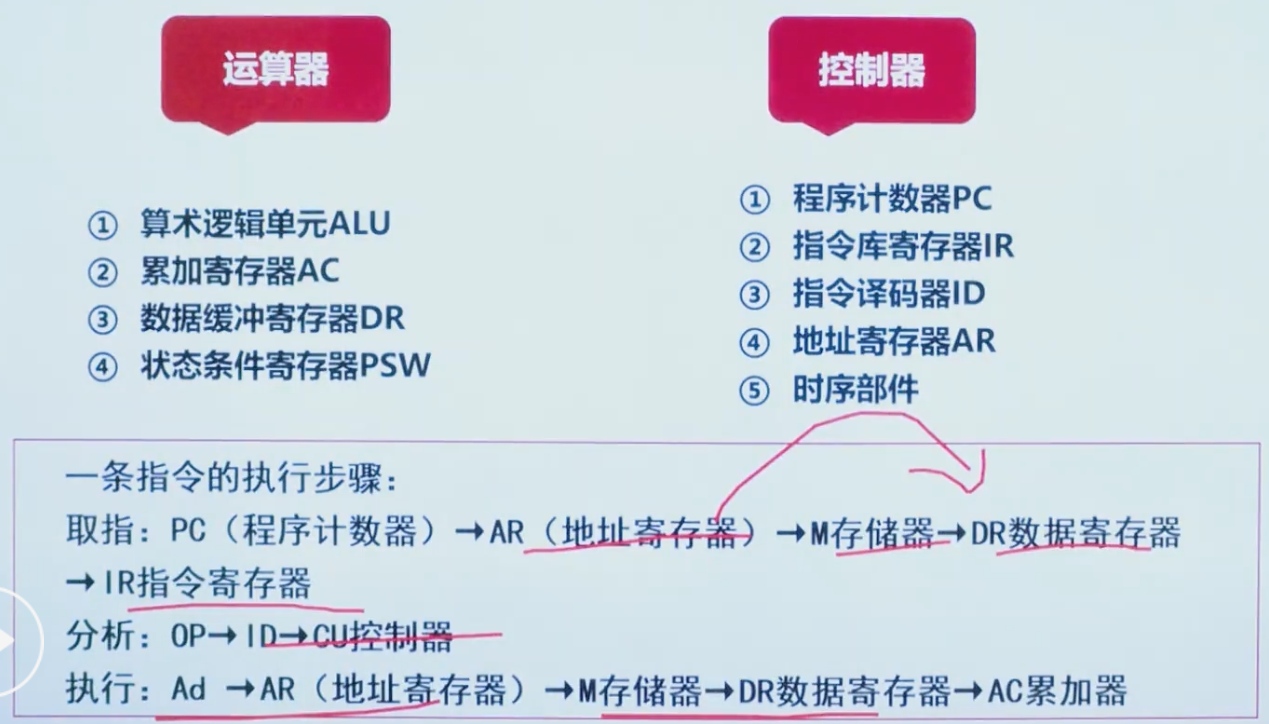 运算器
① 算术逻辑单元ALU
② 累加寄存器AC
③ 数据缓冲寄存器DR
④ 状态条件寄存器PSW
控制器
① 程序计数器PC
② 指令库寄存器IR
③ 指令译码器ID
④ 地址寄存器AR
⑤ 时序部件
一条指令的执行步骤：
取指：PC（程序计数器）→AR（地址寄存器）→M存储器→DR数据寄存器
→IR指令寄存器
分析：OP→ID→CU控制器
执行：Ad →AR（地址寄存器）→M存储器→DR数据寄存器→AC累加器